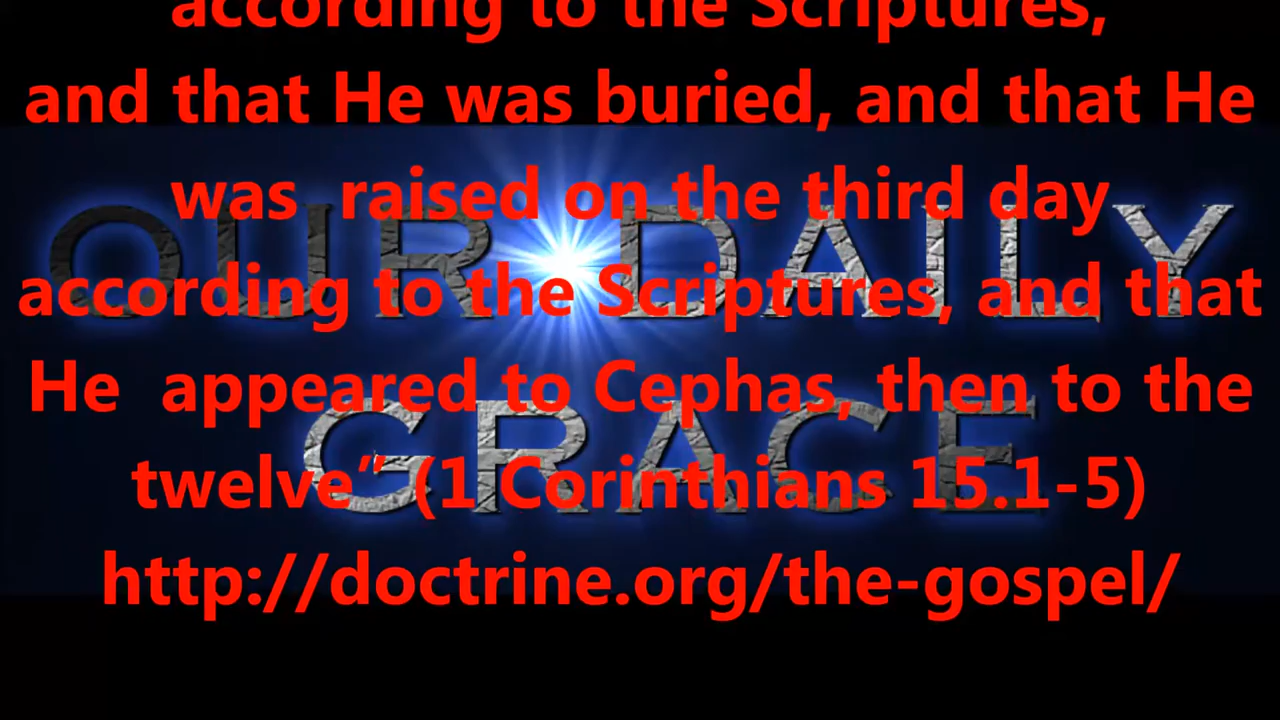 according to the Scriptures,
and that He was buried, and that He
was raised on the third day
according to the Scriptures, and that
He appeared to Cephas, then to the
twelve” (1 Corinthians 15.1-5)
http://doctrine.org/the-gospel/
OUR DAILY
GRACE